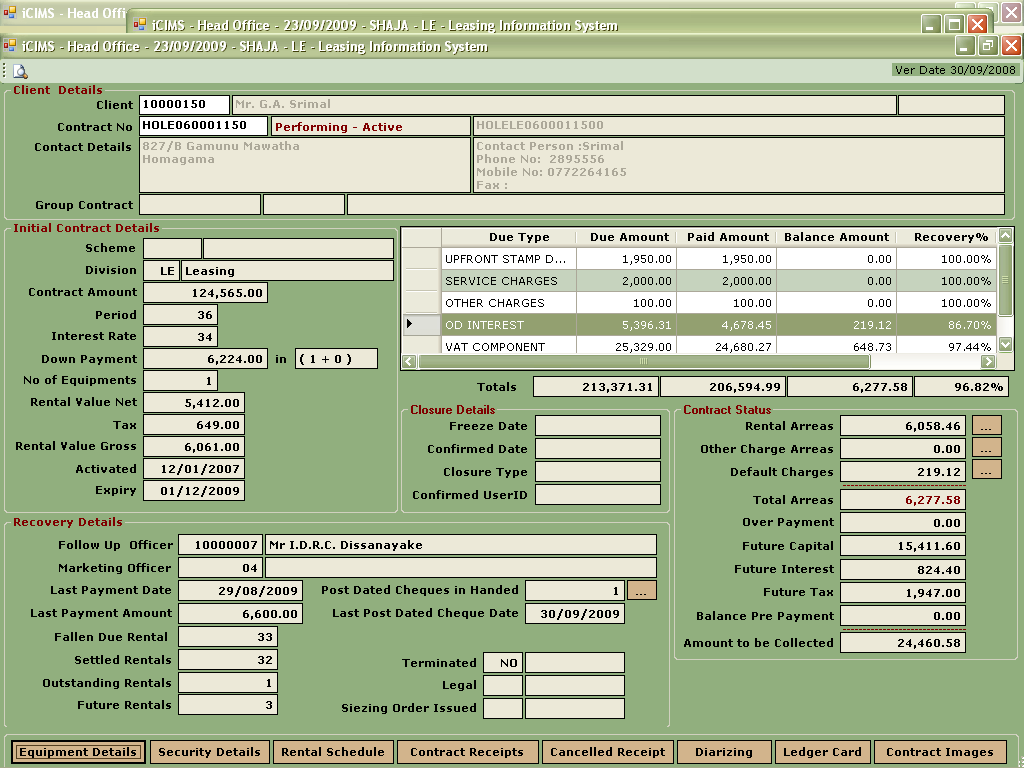 iCIMS - Head Offi
iCIMS - Head Office - 23/09/2009 - SHAJA - LE - Leasing Information System
iCIMS - Head Office - 23/09/2009 - SHAJA - LE - Leasing Information System
Ver Date 30/09/2008
Client Details
Client 10000150 Mr. G.A. Srimal
Contract No HOLE060001150 Performing - Active HOLELE0600011500
Contact Details 827/B Gamunu Mawatha
Homagama
Contact Person :Srimal
Phone No: 2895556
Mobile No: 0772264165
Fax :
Group Contract
Initial Contract Details
Scheme
Division LE Leasing
Contract Amount 124,565.00
Period 36
Interest Rate 34
Down Payment 6,224.00 in ( 1 + 0 )
No of Equipments 1
Rental Value Net 5,412.00
Tax 649.00
Rental Value Gross 6,061.00
Activated 12/01/2007
Expiry 01/12/2009
Due Type Due Amount Paid Amount Balance Amount Recovery%
UPFRONT STAMP D... 1,950.00 1,950.00 0.00 100.00%
SERVICE CHARGES 2,000.00 2,000.00 0.00 100.00%
OTHER CHARGES 100.00 100.00 0.00 100.00%
OD INTEREST 5,396.31 4,678.45 219.12 86.70%
VAT COMPONENT 25,329.00 24,680.27 648.73 97.44%
Totals 213,371.31 206,594.99 6,277.58 96.82%
Closure Details
Freeze Date
Confirmed Date
Closure Type
Confirmed UserID
Contract Status
Rental Arreas 6,058.46 ...
Other Charge Arreas 0.00 ...
Default Charges 219.12 ...
Total Arreas 6,277.58
Over Payment 0.00
Future Capital 15,411.60
Future Interest 824.40
Future Tax 1,947.00
Balance Pre Payment 0.00
Amount to be Collected 24,460.58
Recovery Details
Follow Up Officer 10000007 Mr I.D.R.C. Dissanayake
Marketing Officer 04
Last Payment Date 29/08/2009 Post Dated Cheques in Handed 1 ...
Last Payment Amount 6,600.00 Last Post Dated Cheque Date 30/09/2009
Fallen Due Rental 33
Settled Rentals 32
Outstanding Rentals 1
Future Rentals 3
Terminated NO
Legal
Siezing Order Issued
Equipment Details Security Details Rental Schedule Contract Receipts Cancelled Receipt Diarizing Ledger Card Contract Images